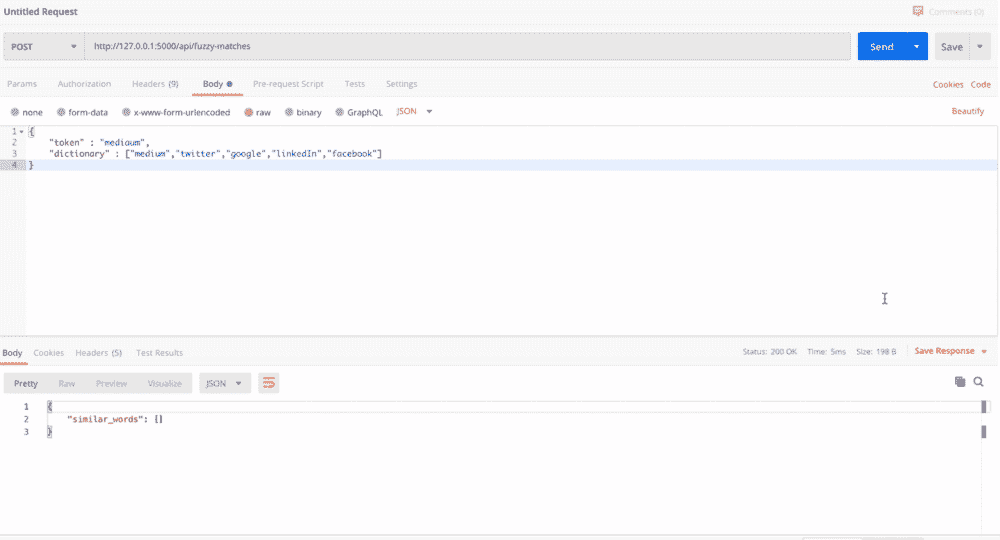 Untitled Request
Comments (0)
POST http://127.0.0.1:5000/api/fuzzy-matches Send Save
Params Authorization Headers (9) Body Pre-request Script Tests Settings Cookies Code
none form-data x-www-form-urlencoded raw binary GraphQL JSON Beautify
1 {
2 "token" : "mediaum",
3 "dictionary" : ["medium","twitter","google","linkedIn","facebook"]
4 }
Body Cookies Headers (5) Test Results Status: 200 OK Time: 5ms Size: 198 B Save Response
Pretty Raw Preview Visualize JSON
1 {
2 "similar_words": []
3 }